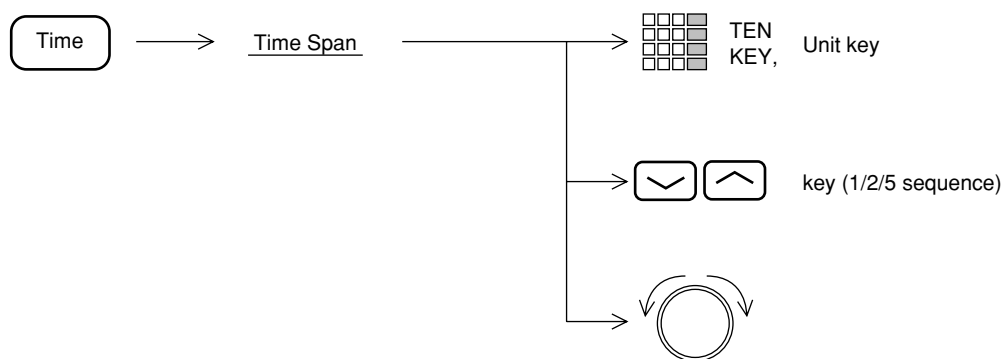 Time
Time Span
TEN
KEY,
Unit key
key (1/2/5 sequence)